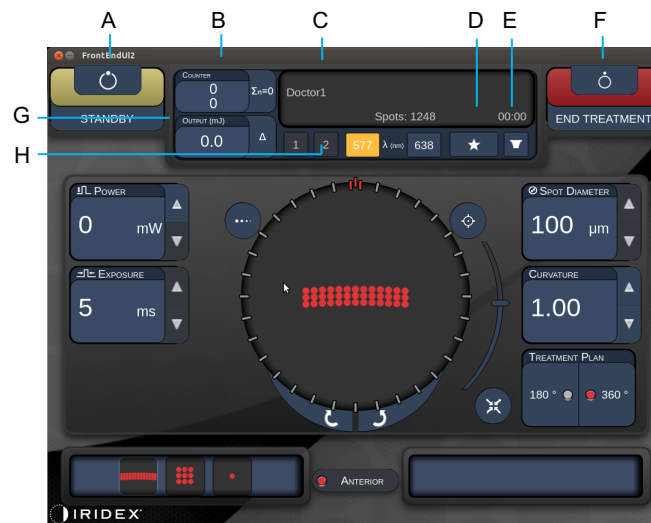 A B C D E F
FrontEndUi2
STANDBY
COUNTER
0
0
Σn=0
OUTPUT (mJ)
0.0 Δ
Doctor1
Spots: 1248 00:00
1 2 577 λ (nm) 638
END TREATMENT
G
H
POWER
0 mW
EXPOSURE
5 ms
SPOT DIAMETER
100 μm
CURVATURE
1.00
TREATMENT PLAN
180 ° 360 °
ANTERIOR
IRIDEX